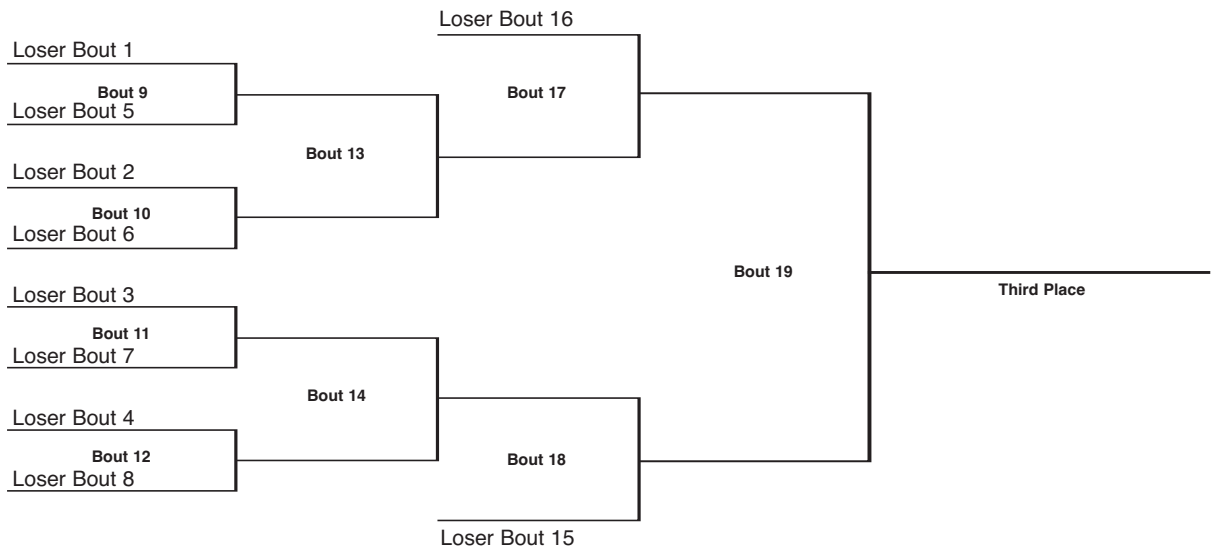 Loser Bout 16
Loser Bout 1
Bout 9
Loser Bout 5
Bout 17
Bout 13
Loser Bout 2
Bout 10
Loser Bout 6
Bout 19
Third Place
Loser Bout 3
Bout 11
Loser Bout 7
Bout 14
Loser Bout 4
Bout 12
Loser Bout 8
Bout 18
Loser Bout 15